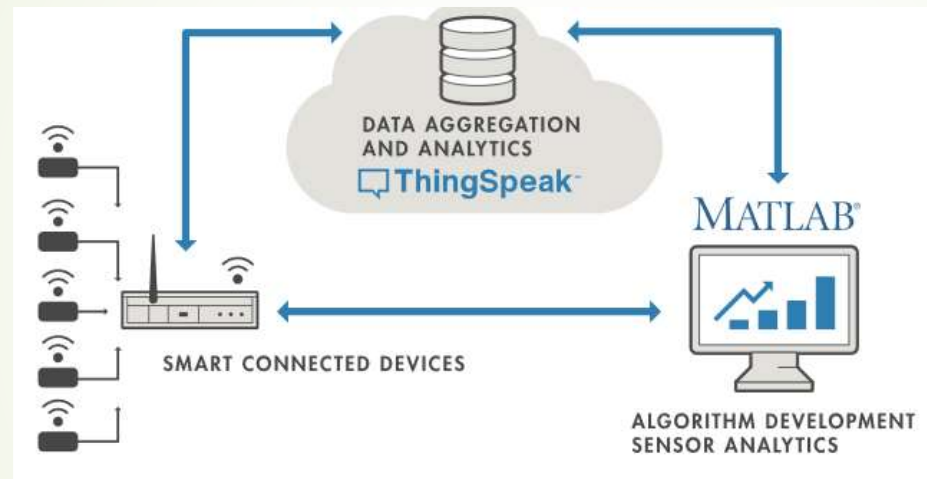 DATA AGGREGATION
AND ANALYTICS
ThingSpeak™
MATLAB®
SMART CONNECTED DEVICES
ALGORITHM DEVELOPMENT
SENSOR ANALYTICS